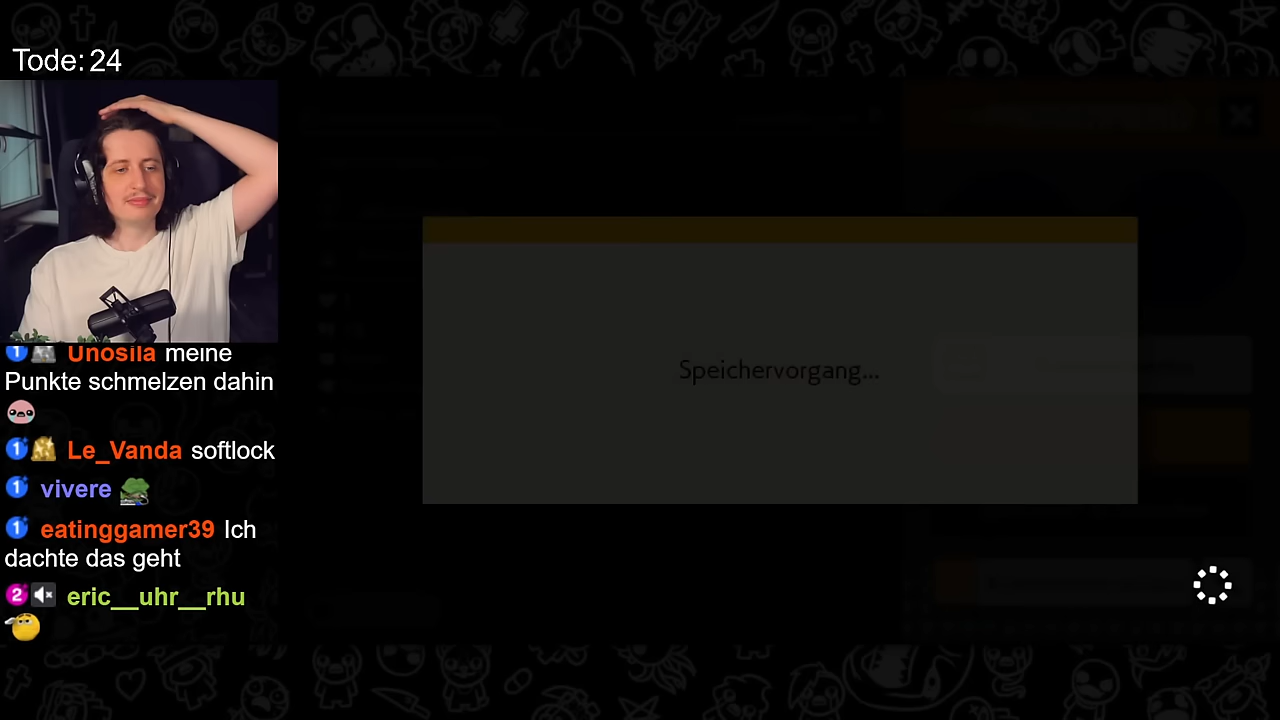 Tode: 24
Unosila meine
Punkte schmelzen dahin
Le_Vanda softlock
vivere
eatinggamer39 Ich
dachte das geht
eric__uhr__rhu
Speichervorgang...